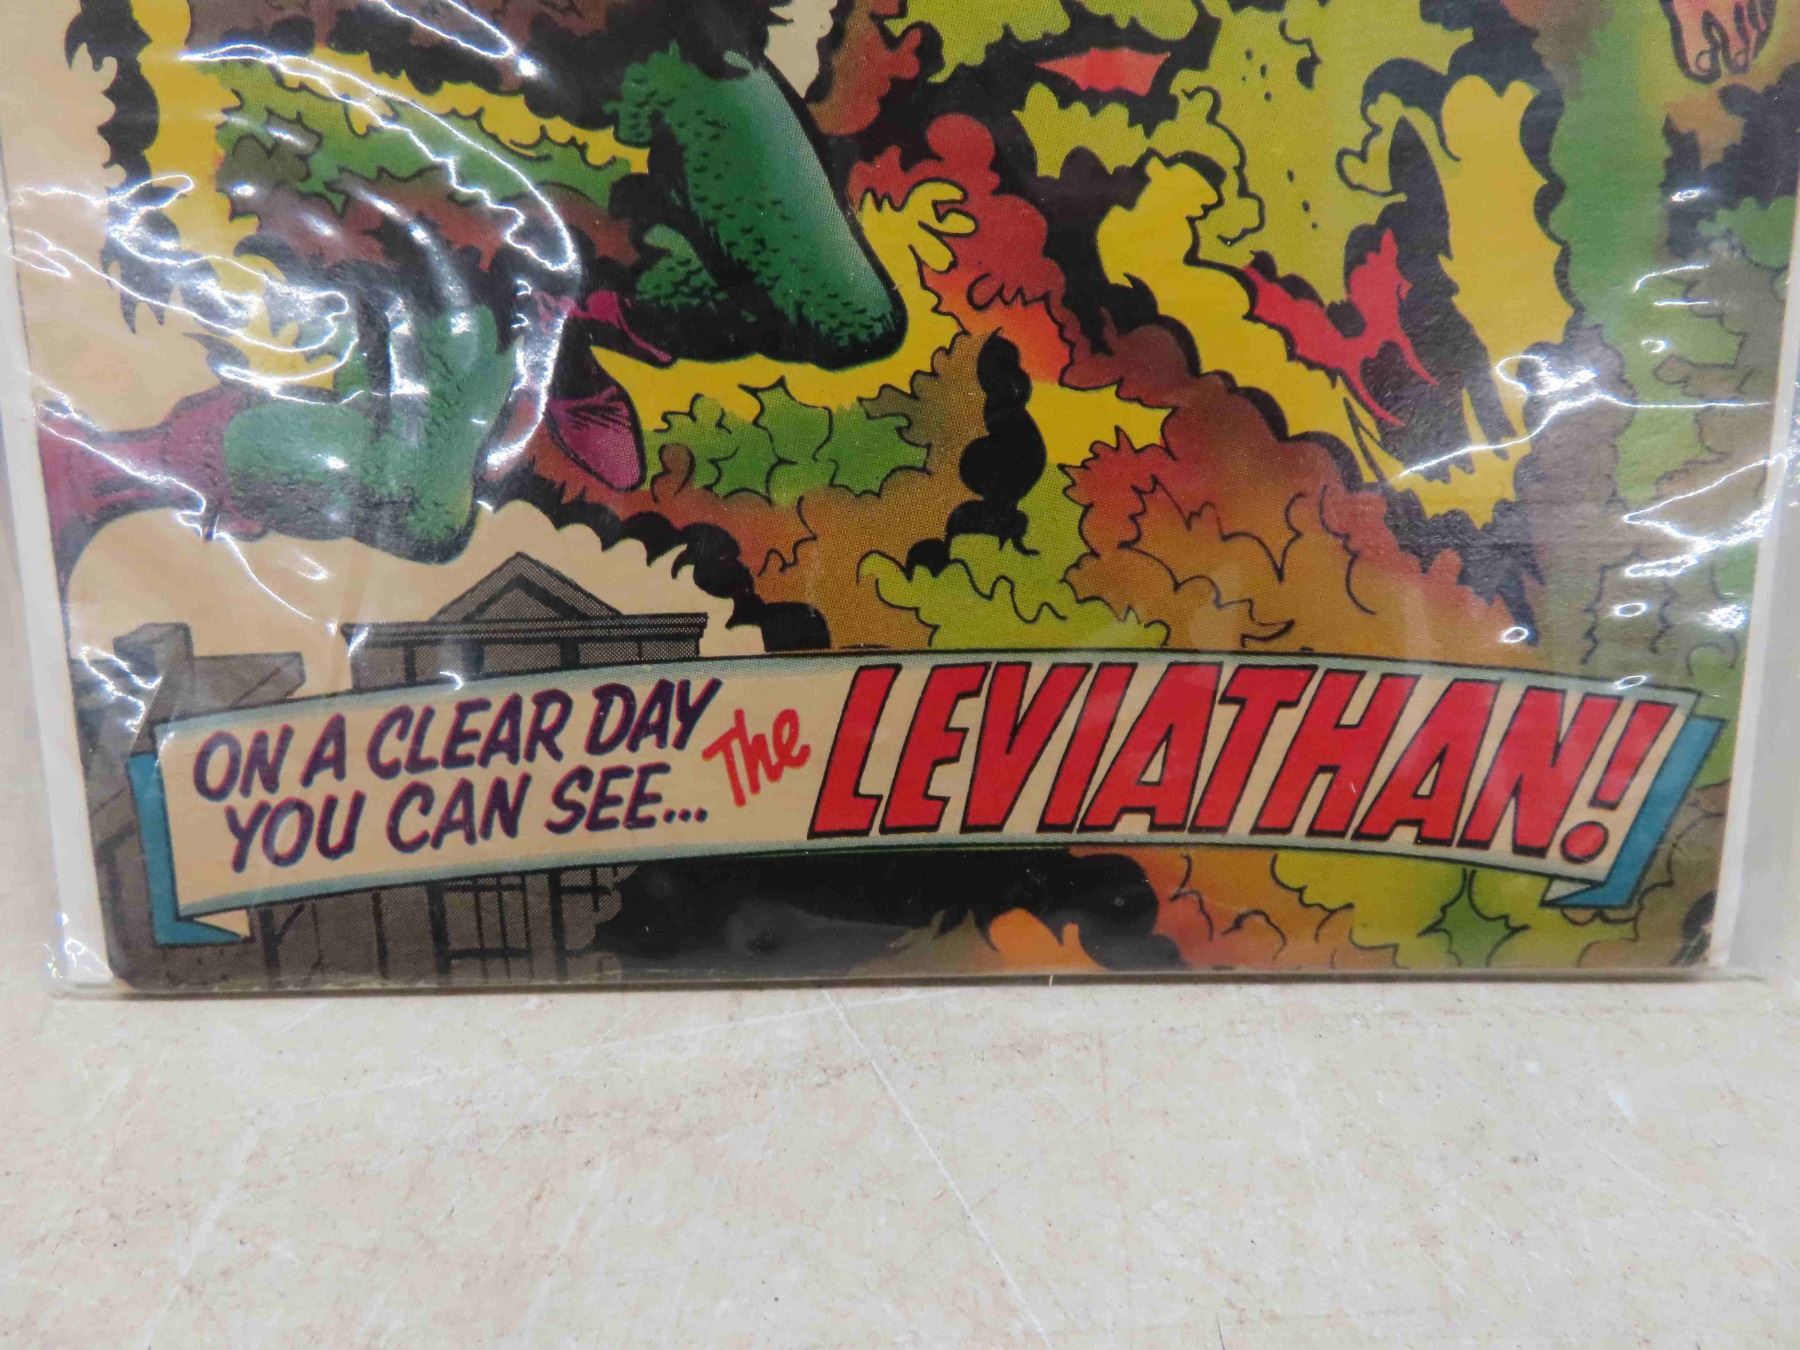 ON A CLEAR DAY
YOU CAN SEE...
The LEVIATHAN!